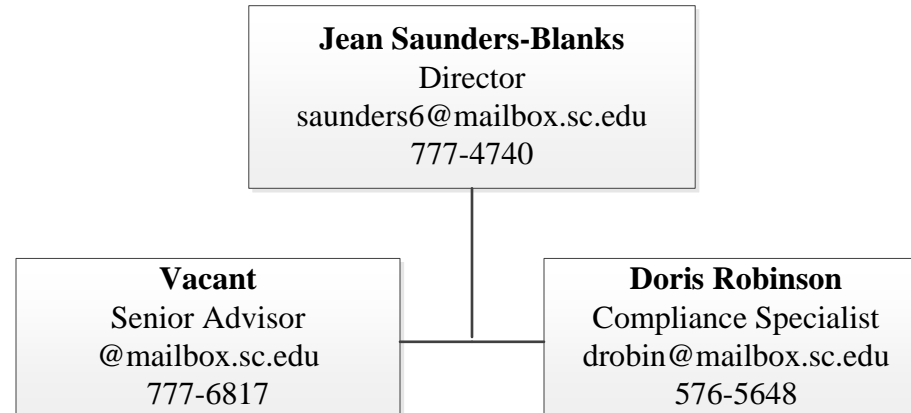 Jean Saunders-Blanks
Director
saunders6@mailbox.sc.edu
777-4740
Vacant
Senior Advisor
@mailbox.sc.edu
777-6817
Doris Robinson
Compliance Specialist
drobin@mailbox.sc.edu
576-5648